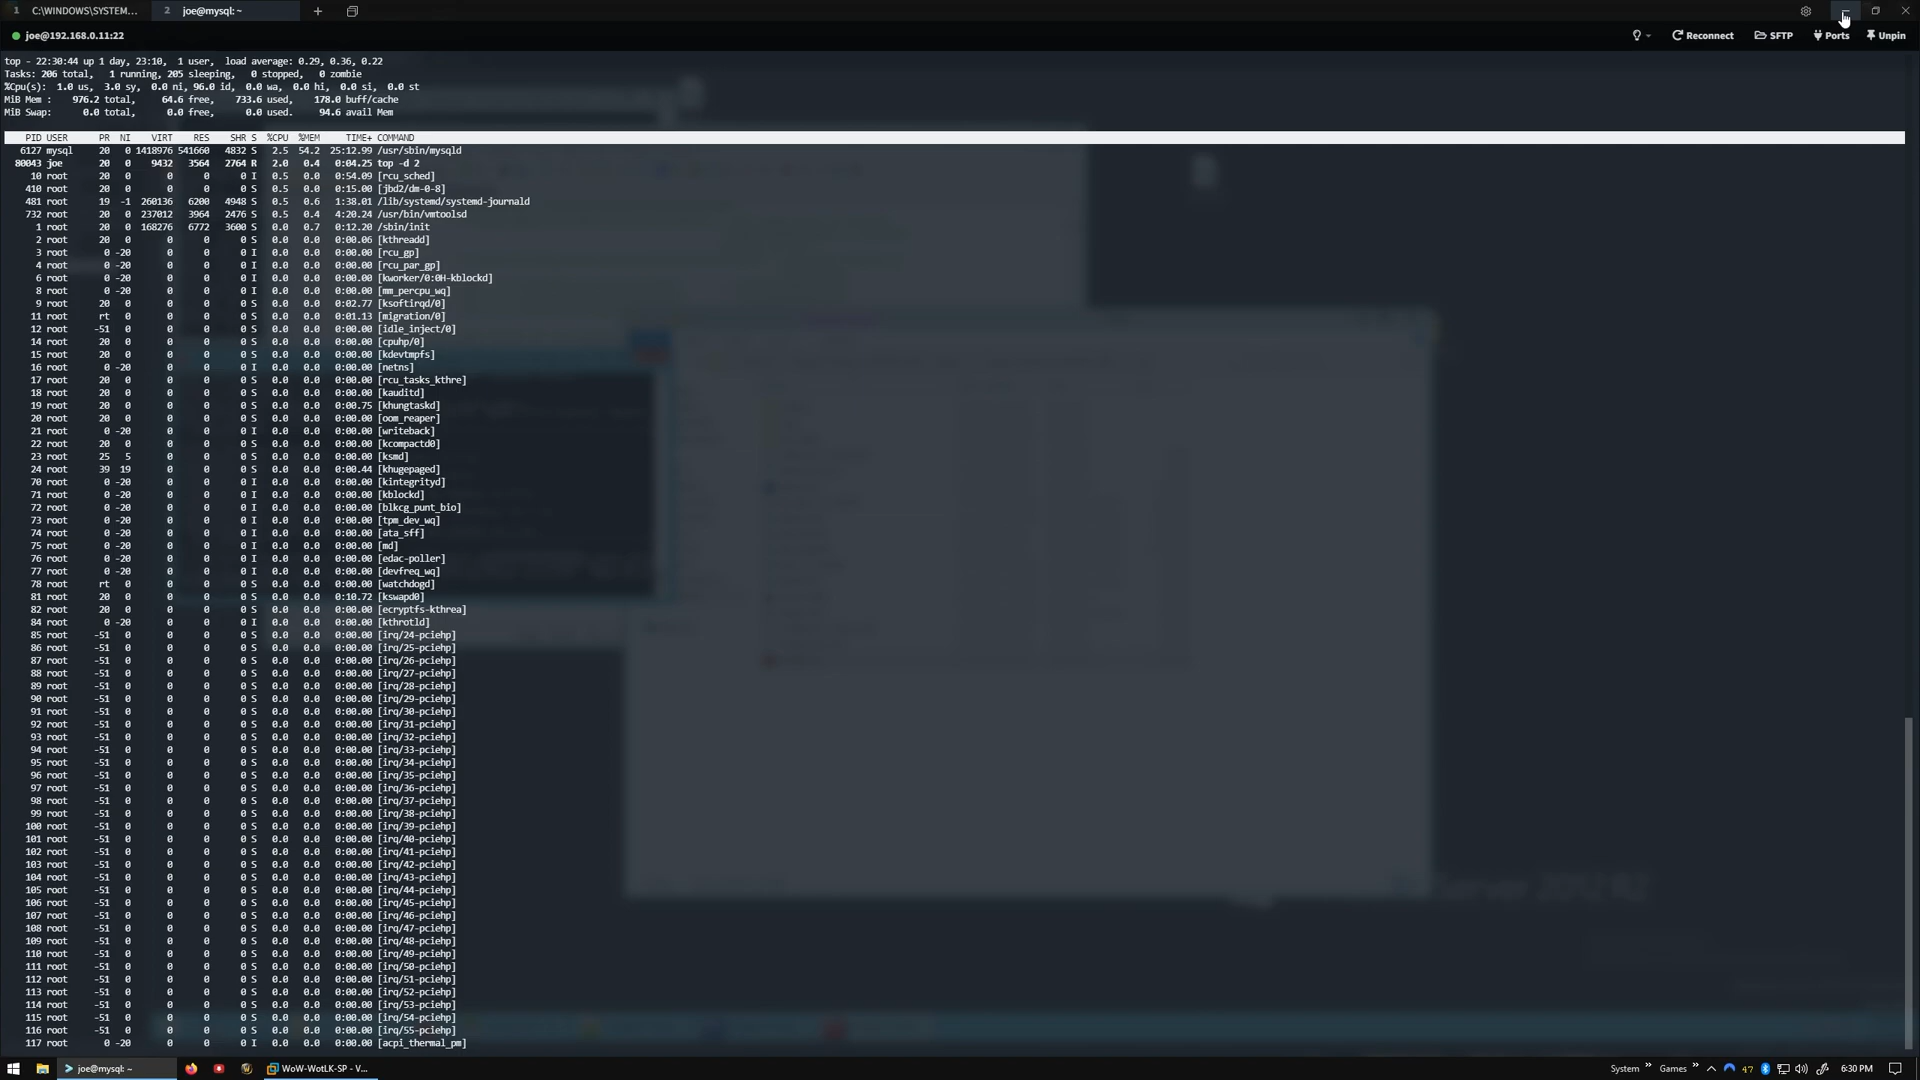 1 C:\WINDOWS\SYSTEM... 2 joe@mysql: ~
joe@192.168.0.11:22 Reconnect SFTP Ports Unpin
top - 22:30:44 up 1 day, 23:10, 1 user, load average: 0.29, 0.36, 0.22
Tasks: 206 total, 1 running, 205 sleeping, 0 stopped, 0 zombie
%Cpu(s): 1.0 us, 3.0 sy, 0.0 ni, 96.0 id, 0.0 wa, 0.0 hi, 0.0 si, 0.0 st
MiB Mem : 976.2 total, 64.6 free, 733.6 used, 178.0 buff/cache
MiB Swap: 0.0 total, 0.0 free, 0.0 used. 94.6 avail Mem
PID USER PR NI VIRT RES SHR S %CPU %MEM TIME+ COMMAND
6127 mysql 20 0 1418976 541660 4832 S 2.5 54.2 25:12.99 /usr/sbin/mysqld
80043 joe 20 0 9432 3564 2764 R 2.0 0.4 0:04.25 top -d 2
10 root 20 0 0 0 0 I 0.5 0.0 0:54.09 [rcu_sched]
410 root 20 0 0 0 0 S 0.5 0.0 0:15.00 [jbd2/dm-0-8]
481 root 19 -1 260136 6200 4948 S 0.5 0.6 1:38.01 /lib/systemd/systemd-journald
732 root 20 0 237012 3964 2476 S 0.5 0.4 4:20.24 /usr/bin/vmtoolsd
1 root 20 0 168276 6772 3600 S 0.0 0.7 0:12.20 /sbin/init
2 root 20 0 0 0 0 S 0.0 0.0 0:00.06 [kthreadd]
3 root 0 -20 0 0 0 I 0.0 0.0 0:00.00 [rcu_gp]
4 root 0 -20 0 0 0 I 0.0 0.0 0:00.00 [rcu_par_gp]
6 root 0 -20 0 0 0 I 0.0 0.0 0:00.00 [kworker/0:0H-kblockd]
8 root 0 -20 0 0 0 I 0.0 0.0 0:00.00 [mm_percpu_wq]
9 root 20 0 0 0 0 S 0.0 0.0 0:02.77 [ksoftirqd/0]
11 root rt 0 0 0 0 S 0.0 0.0 0:01.13 [migration/0]
12 root -51 0 0 0 0 S 0.0 0.0 0:00.00 [idle_inject/0]
14 root 20 0 0 0 0 S 0.0 0.0 0:00.00 [cpuhp/0]
15 root 20 0 0 0 0 S 0.0 0.0 0:00.00 [kdevtmpfs]
16 root 0 -20 0 0 0 I 0.0 0.0 0:00.00 [netns]
17 root 20 0 0 0 0 S 0.0 0.0 0:00.00 [rcu_tasks_kthre]
18 root 20 0 0 0 0 S 0.0 0.0 0:00.00 [kauditd]
19 root 20 0 0 0 0 S 0.0 0.0 0:00.75 [khungtaskd]
20 root 20 0 0 0 0 S 0.0 0.0 0:00.00 [oom_reaper]
21 root 0 -20 0 0 0 I 0.0 0.0 0:00.00 [writeback]
22 root 20 0 0 0 0 S 0.0 0.0 0:00.00 [kcompactd0]
23 root 25 5 0 0 0 S 0.0 0.0 0:00.00 [ksmd]
24 root 39 19 0 0 0 S 0.0 0.0 0:00.44 [khugepaged]
70 root 0 -20 0 0 0 I 0.0 0.0 0:00.00 [kintegrityd]
71 root 0 -20 0 0 0 I 0.0 0.0 0:00.00 [kblockd]
72 root 0 -20 0 0 0 I 0.0 0.0 0:00.00 [blkcg_punt_bio]
73 root 0 -20 0 0 0 I 0.0 0.0 0:00.00 [tpm_dev_wq]
74 root 0 -20 0 0 0 I 0.0 0.0 0:00.00 [ata_sff]
75 root 0 -20 0 0 0 I 0.0 0.0 0:00.00 [md]
76 root 0 -20 0 0 0 I 0.0 0.0 0:00.00 [edac-poller]
77 root 0 -20 0 0 0 I 0.0 0.0 0:00.00 [devfreq_wq]
78 root rt 0 0 0 0 S 0.0 0.0 0:00.00 [watchdogd]
81 root 20 0 0 0 0 S 0.0 0.0 0:10.72 [kswapd0]
82 root 20 0 0 0 0 S 0.0 0.0 0:00.00 [ecryptfs-kthrea]
84 root 0 -20 0 0 0 I 0.0 0.0 0:00.00 [kthrotld]
85 root -51 0 0 0 0 S 0.0 0.0 0:00.00 [irq/24-pciehp]
86 root -51 0 0 0 0 S 0.0 0.0 0:00.00 [irq/25-pciehp]
87 root -51 0 0 0 0 S 0.0 0.0 0:00.00 [irq/26-pciehp]
88 root -51 0 0 0 0 S 0.0 0.0 0:00.00 [irq/27-pciehp]
89 root -51 0 0 0 0 S 0.0 0.0 0:00.00 [irq/28-pciehp]
90 root -51 0 0 0 0 S 0.0 0.0 0:00.00 [irq/29-pciehp]
91 root -51 0 0 0 0 S 0.0 0.0 0:00.00 [irq/30-pciehp]
92 root -51 0 0 0 0 S 0.0 0.0 0:00.00 [irq/31-pciehp]
93 root -51 0 0 0 0 S 0.0 0.0 0:00.00 [irq/32-pciehp]
94 root -51 0 0 0 0 S 0.0 0.0 0:00.00 [irq/33-pciehp]
95 root -51 0 0 0 0 S 0.0 0.0 0:00.00 [irq/34-pciehp]
96 root -51 0 0 0 0 S 0.0 0.0 0:00.00 [irq/35-pciehp]
97 root -51 0 0 0 0 S 0.0 0.0 0:00.00 [irq/36-pciehp]
98 root -51 0 0 0 0 S 0.0 0.0 0:00.00 [irq/37-pciehp]
99 root -51 0 0 0 0 S 0.0 0.0 0:00.00 [irq/38-pciehp]
100 root -51 0 0 0 0 S 0.0 0.0 0:00.00 [irq/39-pciehp]
101 root -51 0 0 0 0 S 0.0 0.0 0:00.00 [irq/40-pciehp]
102 root -51 0 0 0 0 S 0.0 0.0 0:00.00 [irq/41-pciehp]
103 root -51 0 0 0 0 S 0.0 0.0 0:00.00 [irq/42-pciehp]
104 root -51 0 0 0 0 S 0.0 0.0 0:00.00 [irq/43-pciehp]
105 root -51 0 0 0 0 S 0.0 0.0 0:00.00 [irq/44-pciehp]
106 root -51 0 0 0 0 S 0.0 0.0 0:00.00 [irq/45-pciehp]
107 root -51 0 0 0 0 S 0.0 0.0 0:00.00 [irq/46-pciehp]
108 root -51 0 0 0 0 S 0.0 0.0 0:00.00 [irq/47-pciehp]
109 root -51 0 0 0 0 S 0.0 0.0 0:00.00 [irq/48-pciehp]
110 root -51 0 0 0 0 S 0.0 0.0 0:00.00 [irq/49-pciehp]
111 root -51 0 0 0 0 S 0.0 0.0 0:00.00 [irq/50-pciehp]
112 root -51 0 0 0 0 S 0.0 0.0 0:00.00 [irq/51-pciehp]
113 root -51 0 0 0 0 S 0.0 0.0 0:00.00 [irq/52-pciehp]
114 root -51 0 0 0 0 S 0.0 0.0 0:00.00 [irq/53-pciehp]
115 root -51 0 0 0 0 S 0.0 0.0 0:00.00 [irq/54-pciehp]
116 root -51 0 0 0 0 S 0.0 0.0 0:00.00 [irq/55-pciehp]
117 root 0 -20 0 0 0 I 0.0 0.0 0:00.00 [acpi_thermal_pm]
joe@mysql: ~ WoW-WotLK-SP - V... System Games 47 6:30 PM